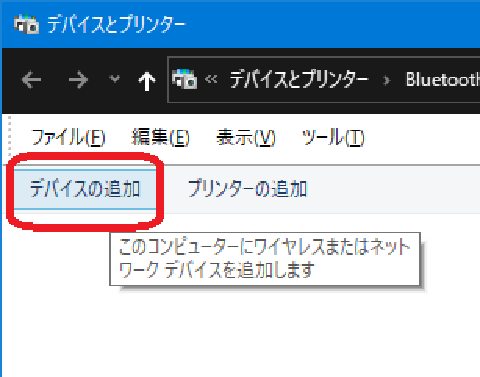 デバイスとプリンター
« デバイスとプリンター › Bluetooth
ファイル(F) 編集(E) 表示(V) ツール(T)
デバイスの追加 プリンターの追加
このコンピューターにワイヤレスまたはネット
ワーク デバイスを追加します